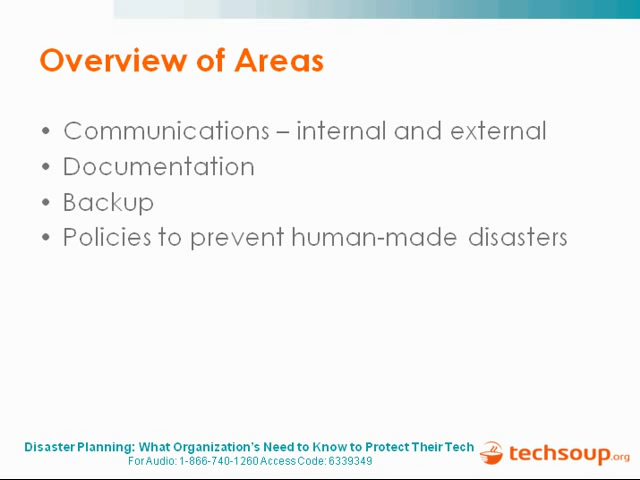 Overview of Areas
• Communications – internal and external
• Documentation
• Backup
• Policies to prevent human-made disasters
Disaster Planning: What Organization's Need to Know to Protect Their Tech
For Audio: 1-866-740-1260 Access Code: 6339349
techsoup.org